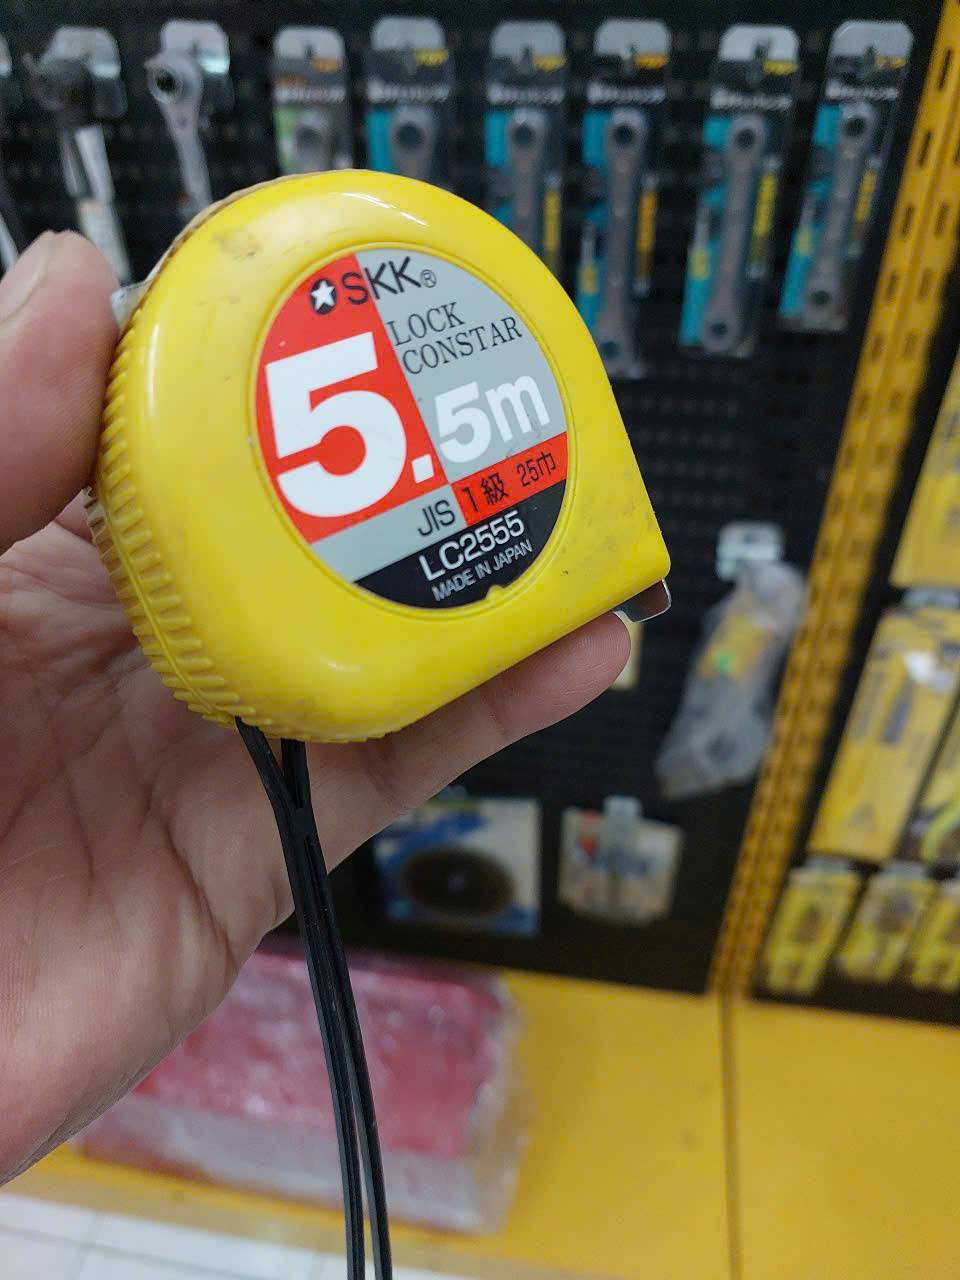 SKK®
LOCK
CONSTAR
5.5m
JIS 1級 25巾
LC2555
MADE IN JAPAN